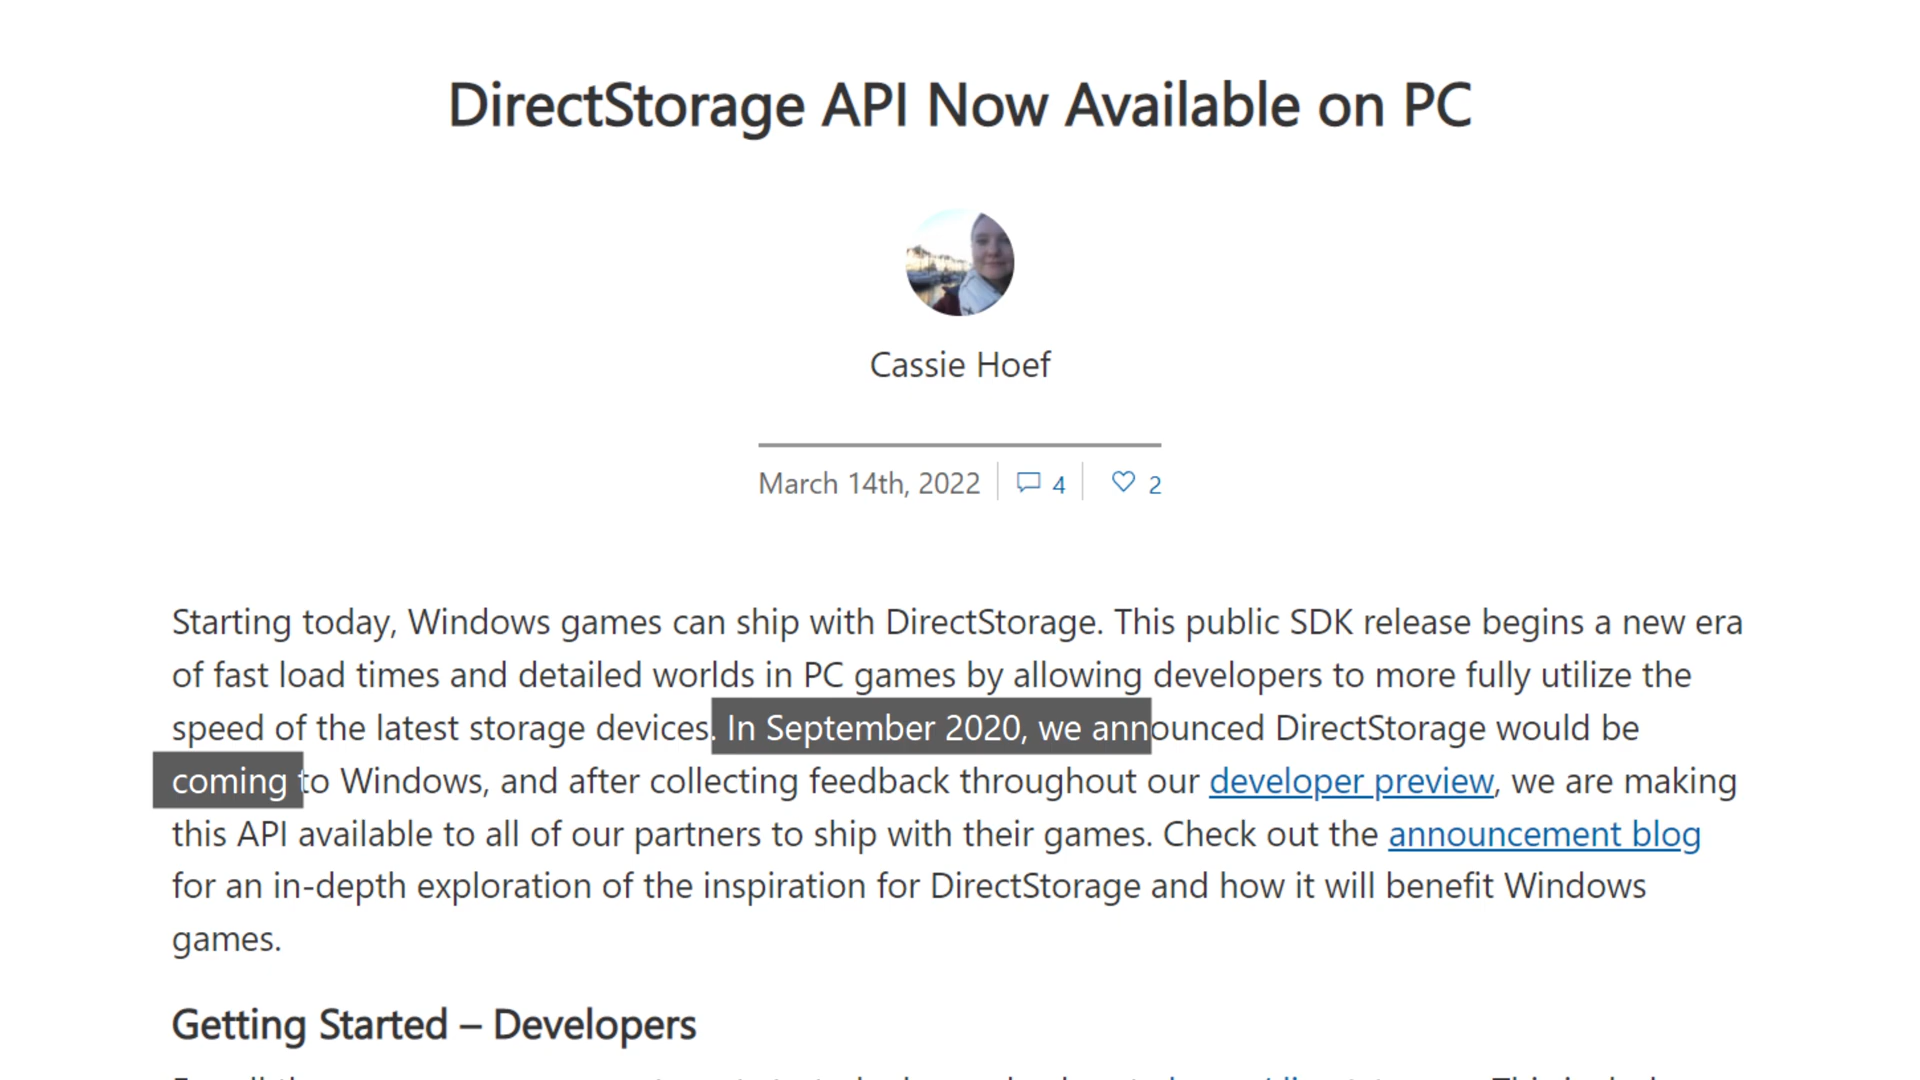 DirectStorage API Now Available on PC
Cassie Hoef
March 14th, 2022 4 2
Starting today, Windows games can ship with DirectStorage. This public SDK release begins a new era
of fast load times and detailed worlds in PC games by allowing developers to more fully utilize the
speed of the latest storage devices. In September 2020, we announced DirectStorage would be
coming to Windows, and after collecting feedback throughout our developer preview, we are making
this API available to all of our partners to ship with their games. Check out the announcement blog
for an in-depth exploration of the inspiration for DirectStorage and how it will benefit Windows
games.
Getting Started – Developers